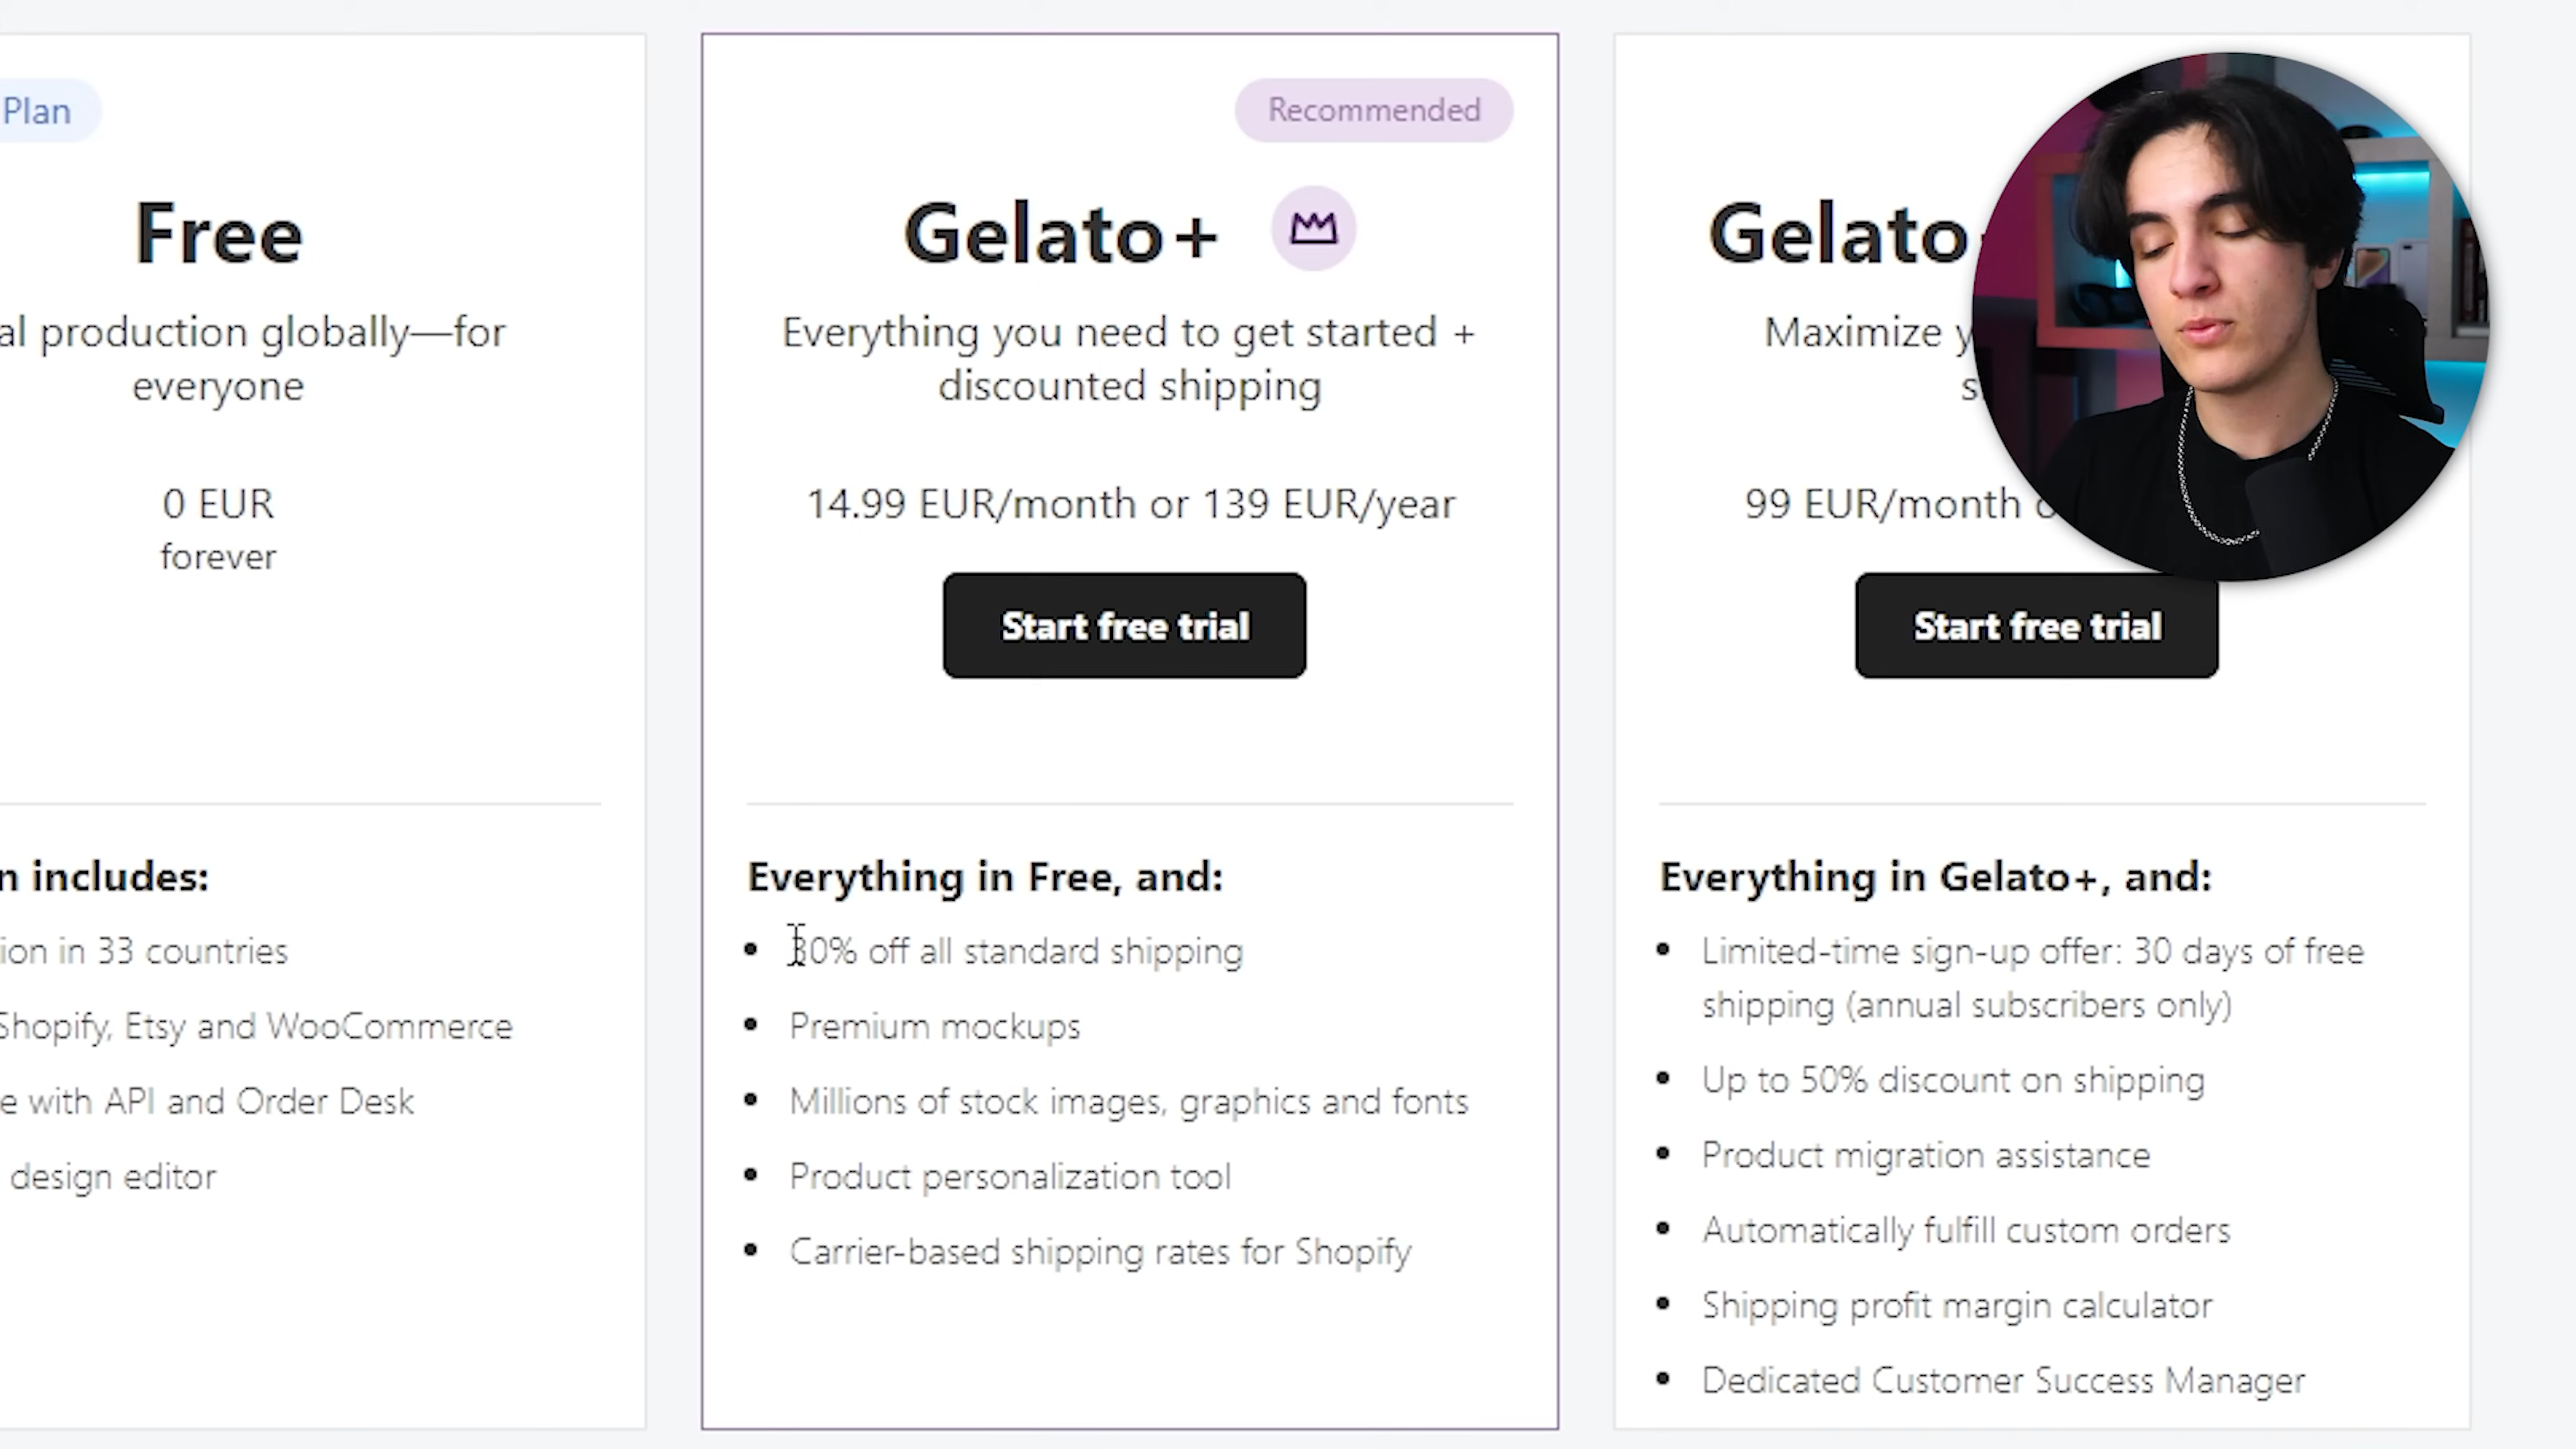 Plan
Free
al production globally—for
everyone
0 EUR
forever
n includes:
ion in 33 countries
Shopify, Etsy and WooCommerce
e with API and Order Desk
design editor
Recommended
Gelato+
Everything you need to get started +
discounted shipping
14.99 EUR/month or 139 EUR/year
Start free trial
Everything in Free, and:
30% off all standard shipping
Premium mockups
Millions of stock images, graphics and fonts
Product personalization tool
Carrier-based shipping rates for Shopify
Gelato
Maximize
99 EUR/month
Start free trial
Everything in Gelato+, and:
Limited-time sign-up offer: 30 days of free
shipping (annual subscribers only)
Up to 50% discount on shipping
Product migration assistance
Automatically fulfill custom orders
Shipping profit margin calculator
Dedicated Customer Success Manager